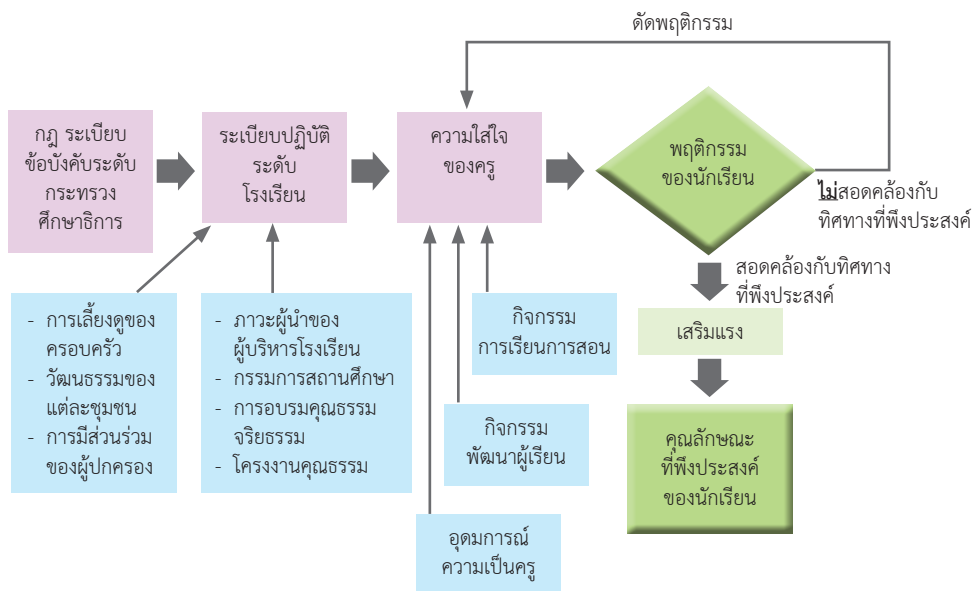 ดัดพฤติกรรม
กฎ ระเบียบ
ข้อบังคับระดับ
กระทรวง
ศึกษาธิการ
ระเบียบปฏิบัติ
ระดับ
โรงเรียน
ความใส่ใจ
ของครู
พฤติกรรม
ของนักเรียน
ไม่สอดคล้องกับ
ทิศทางที่พึงประสงค์
สอดคล้องกับทิศทาง
ที่พึงประสงค์
- การเลี้ยงดูของ
ครอบครัว
- วัฒนธรรมของ
แต่ละชุมชน
- การมีส่วนร่วม
ของผู้ปกครอง
- ภาวะผู้นำของ
ผู้บริหารโรงเรียน
- กรรมการสถานศึกษา
- การอบรมคุณธรรม
จริยธรรม
- โครงงานคุณธรรม
กิจกรรม
การเรียนการสอน
เสริมแรง
กิจกรรม
พัฒนาผู้เรียน
คุณลักษณะ
ที่พึงประสงค์
ของนักเรียน
อุดมการณ์
ความเป็นครู